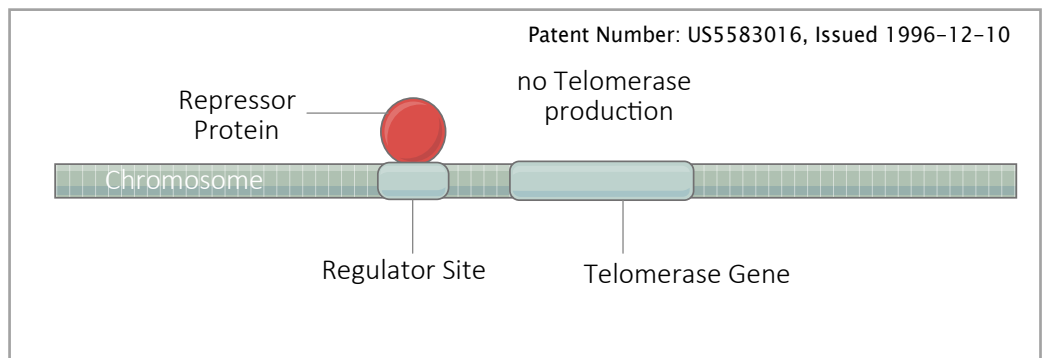 Patent Number: US5583016, Issued 1996-12-10
no Telomerase
production
Repressor
Protein
Chromosome
Regulator Site
Telomerase Gene